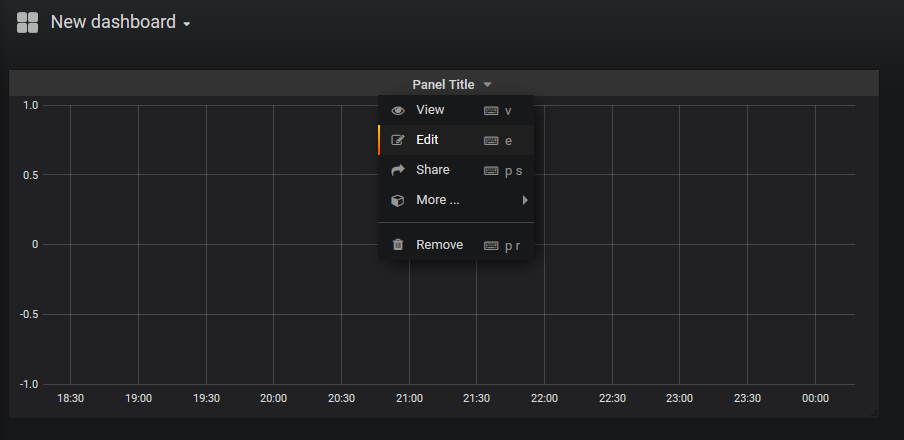 New dashboard
Panel Title
1.0
0.5
0
-0.5
-1.0
View v
Edit e
Share p s
More ...
Remove p r
18:30 19:00 19:30 20:00 20:30 21:00 21:30 22:00 22:30 23:00 23:30 00:00